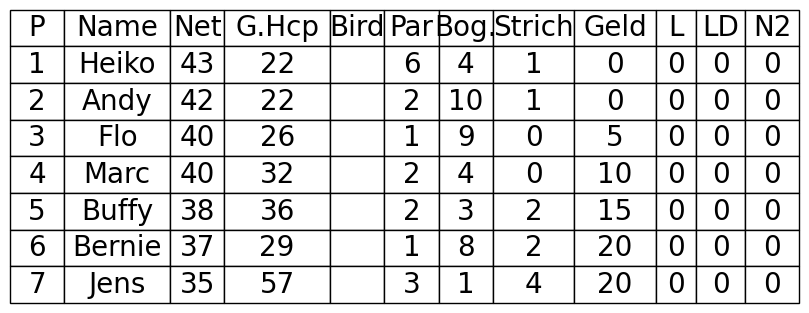 P Name Net G.Hcp Bird Par Bog. Strich Geld L LD N2
1 Heiko 43 22 6 4 1 0 0 0 0
2 Andy 42 22 2 10 1 0 0 0 0
3 Flo 40 26 1 9 0 5 0 0 0
4 Marc 40 32 2 4 0 10 0 0 0
5 Buffy 38 36 2 3 2 15 0 0 0
6 Bernie 37 29 1 8 2 20 0 0 0
7 Jens 35 57 3 1 4 20 0 0 0